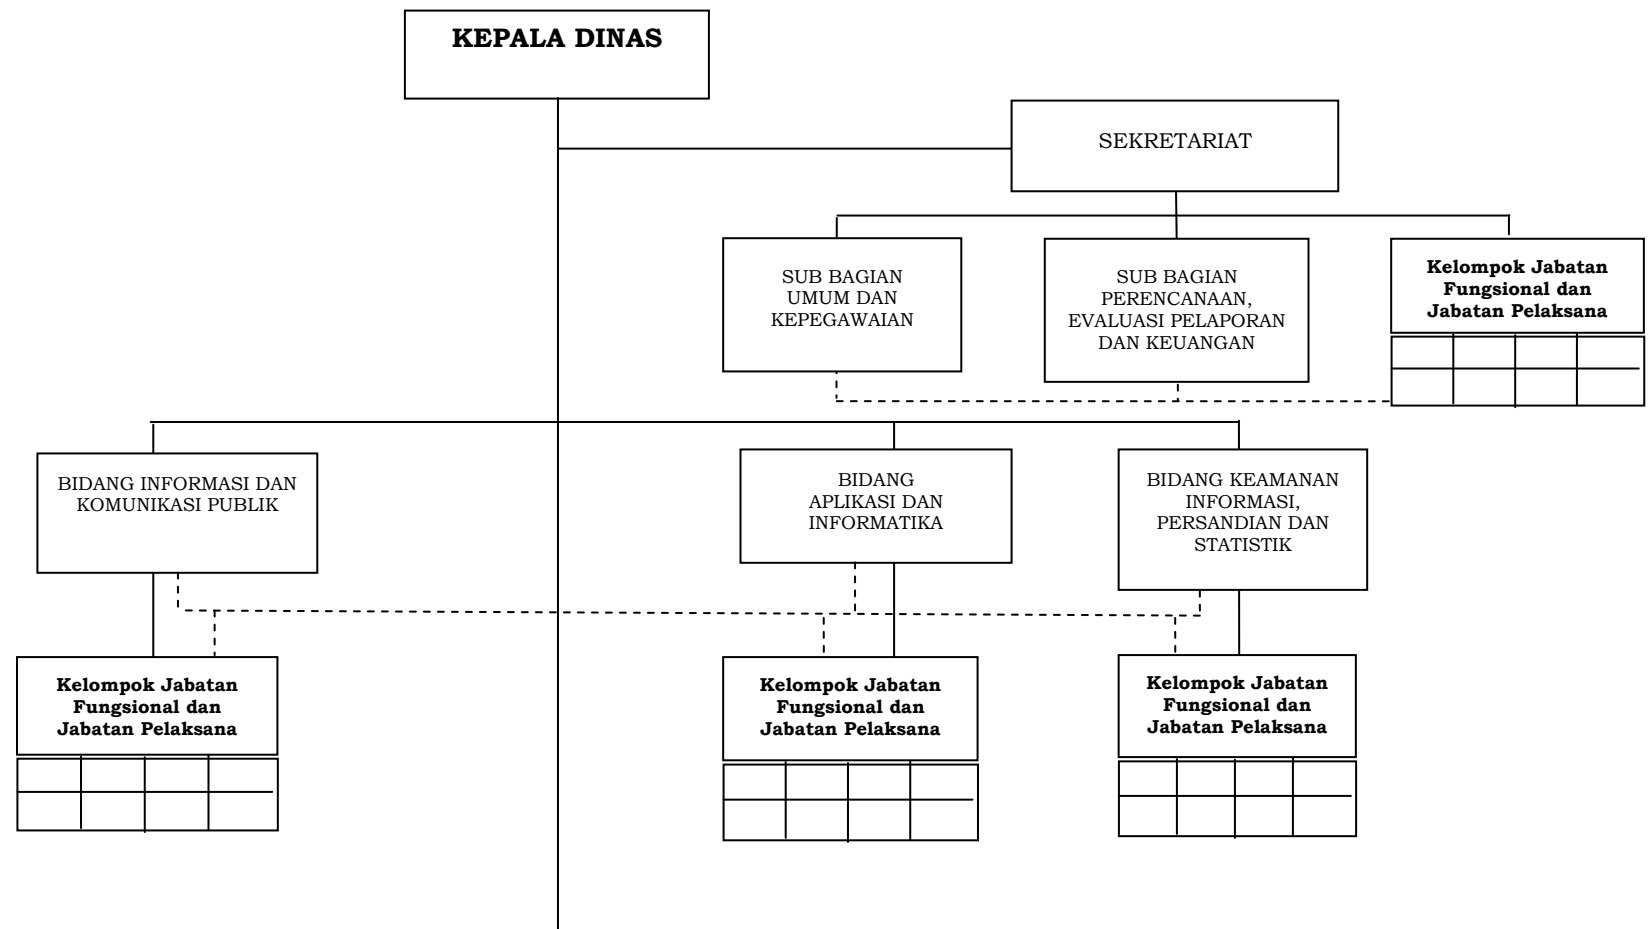 KEPALA DINAS
SEKRETARIAT
SUB BAGIAN
UMUM DAN
KEPEGAWAIAN
SUB BAGIAN
PERENCANAAN,
EVALUASI PELAPORAN
DAN KEUANGAN
Kelompok Jabatan
Fungsional dan
Jabatan Pelaksana
BIDANG INFORMASI DAN
KOMUNIKASI PUBLIK
BIDANG
APLIKASI DAN
INFORMATIKA
BIDANG KEAMANAN
INFORMASI,
PERSANDIAN DAN
STATISTIK
Kelompok Jabatan
Fungsional dan
Jabatan Pelaksana
Kelompok Jabatan
Fungsional dan
Jabatan Pelaksana
Kelompok Jabatan
Fungsional dan
Jabatan Pelaksana